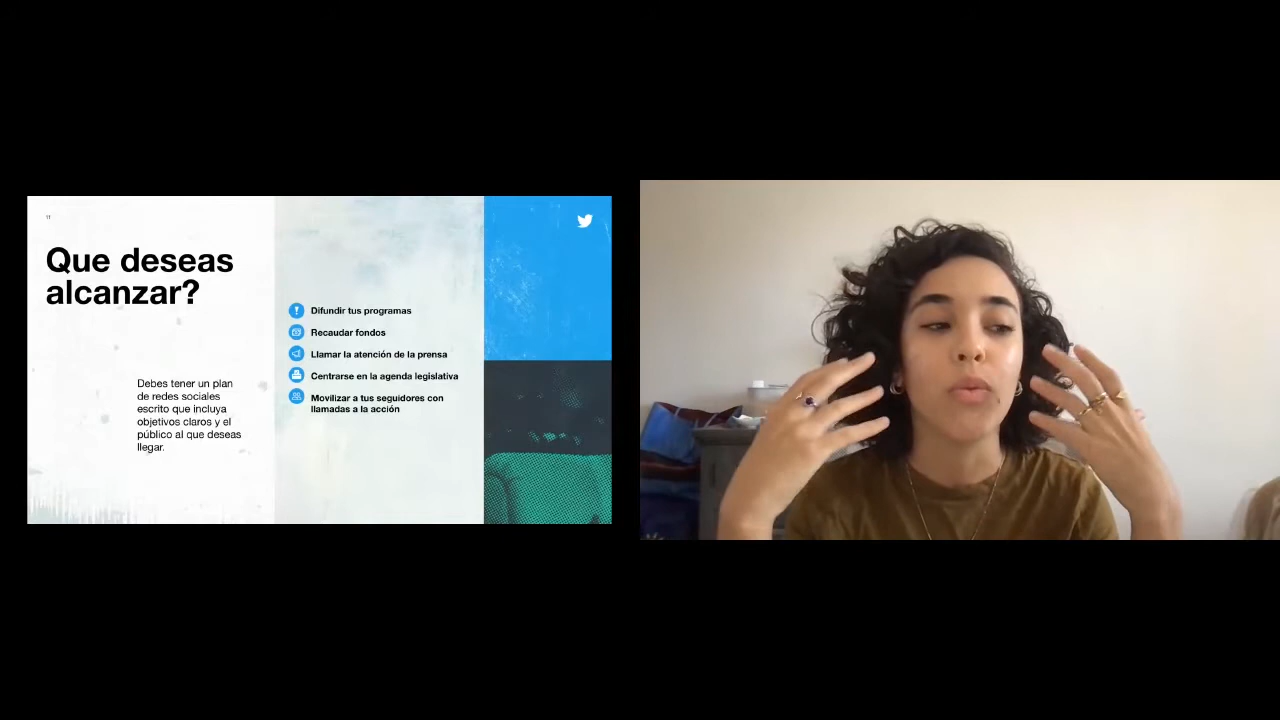 Que deseas
alcanzar?
Debes tener un plan
de redes sociales
escrito que incluya
objetivos claros y el
público al que deseas
llegar.
Difundir tus programas
Recaudar fondos
Llamar la atención de la prensa
Centrarse en la agenda legislativa
Movilizar a tus seguidores con
llamadas a la acción